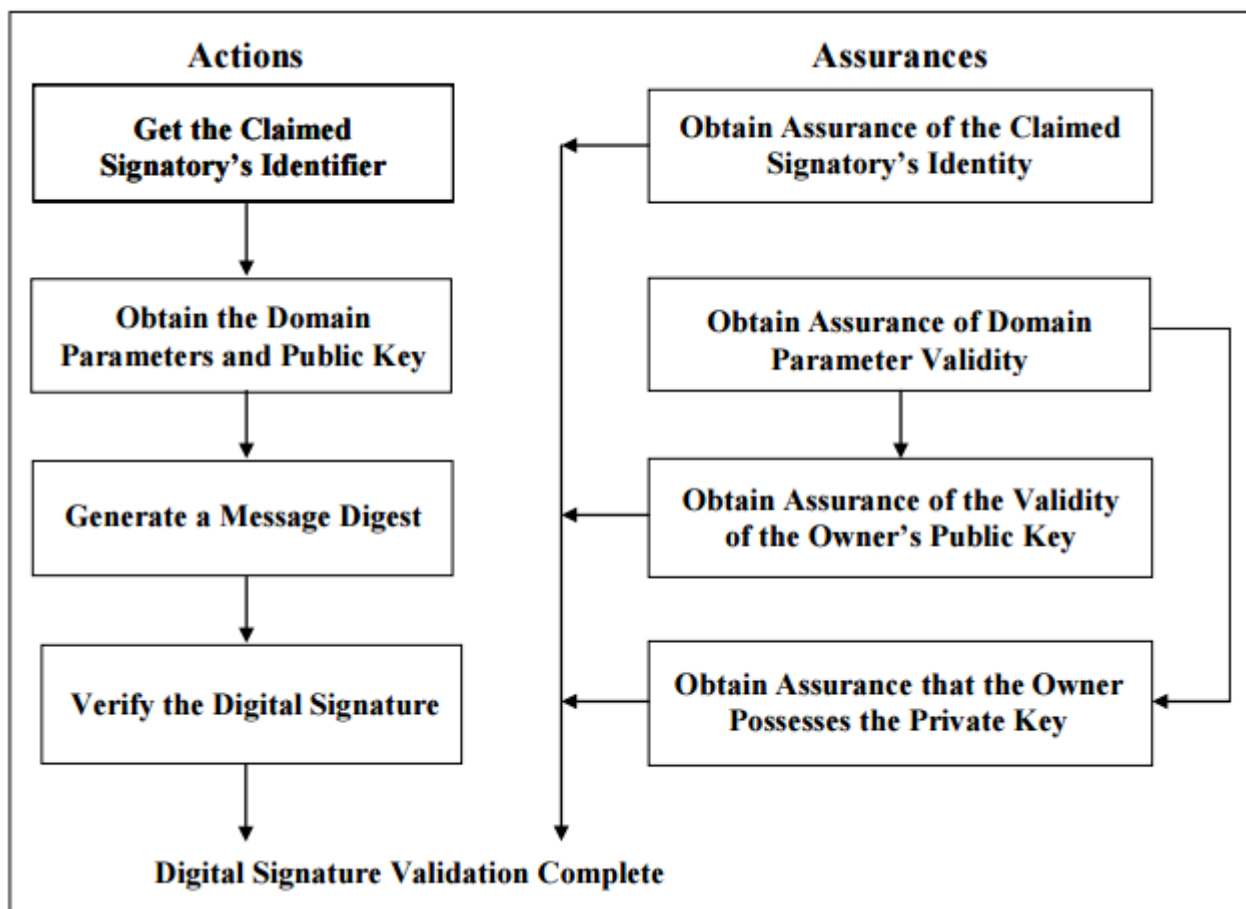 Actions
Get the Claimed
Signatory's Identifier
Obtain the Domain
Parameters and Public Key
Generate a Message Digest
Verify the Digital Signature
Assurances
Obtain Assurance of the Claimed
Signatory's Identity
Obtain Assurance of Domain
Parameter Validity
Obtain Assurance of the Validity
of the Owner's Public Key
Obtain Assurance that the Owner
Possesses the Private Key
Digital Signature Validation Complete